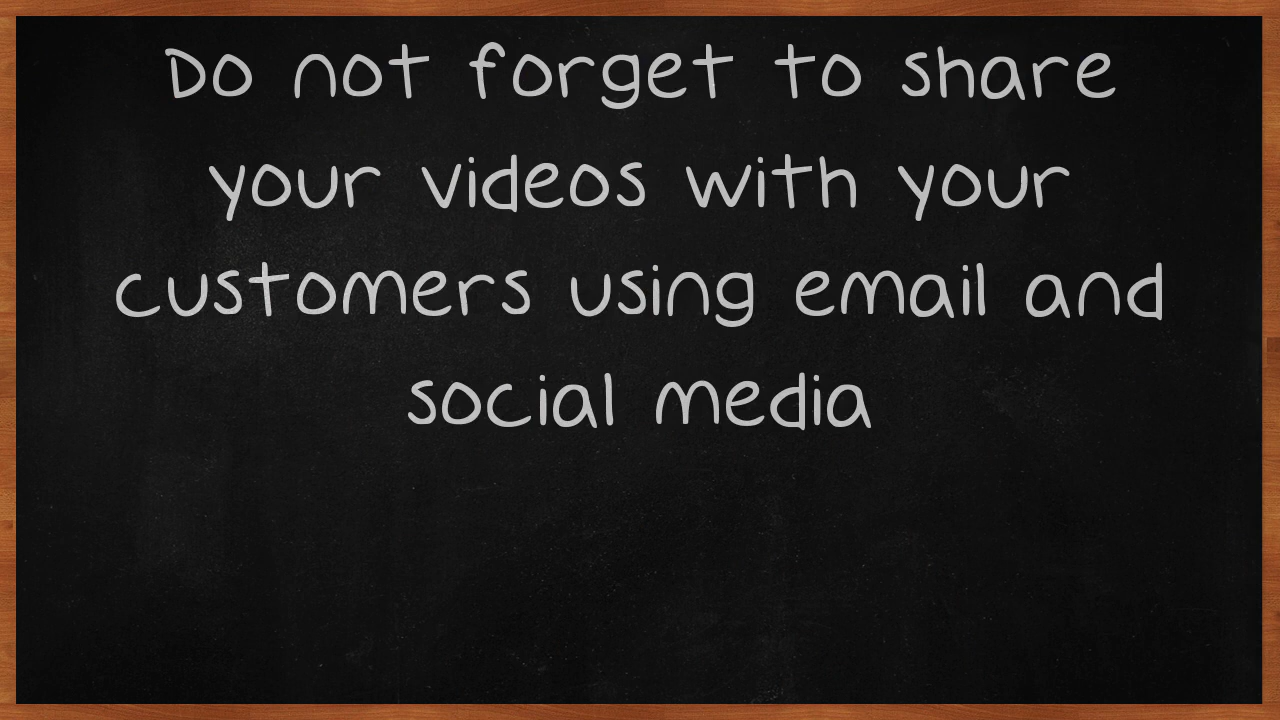 Do not forget to share
your videos with your
customers using email and
social media